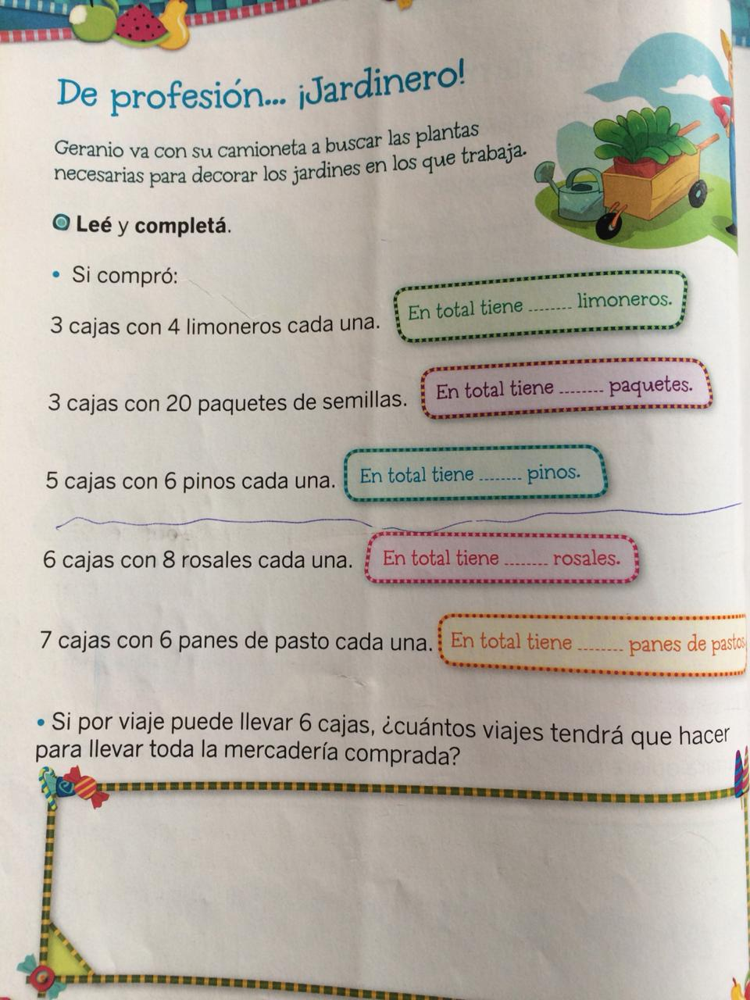 De profesión... ¡Jardinero!
Geranio va con su camioneta a buscar las plantas
necesarias para decorar los jardines en los que trabaja.
Leé y completá.
• Si compró:
3 cajas con 4 limoneros cada una.
En total tiene ........ limoneros.
3 cajas con 20 paquetes de semillas.
En total tiene ........ paquetes.
5 cajas con 6 pinos cada una.
En total tiene ........ pinos.
6 cajas con 8 rosales cada una.
En total tiene ........ rosales.
7 cajas con 6 panes de pasto cada una.
En total tiene ........ panes de pastos
• Si por viaje puede llevar 6 cajas, ¿cuántos viajes tendrá que hacer
para llevar toda la mercadería comprada?